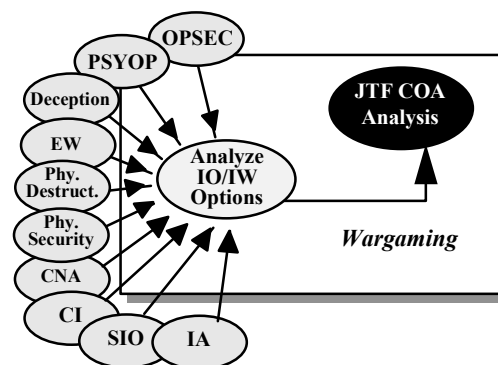 OPSEC
PSYOP
Deception
EW
Phy.
Destruct.
Phy.
Security
CNA
CI
SIO
IA
Analyze
IO/IW
Options
JTF COA
Analysis
Wargaming